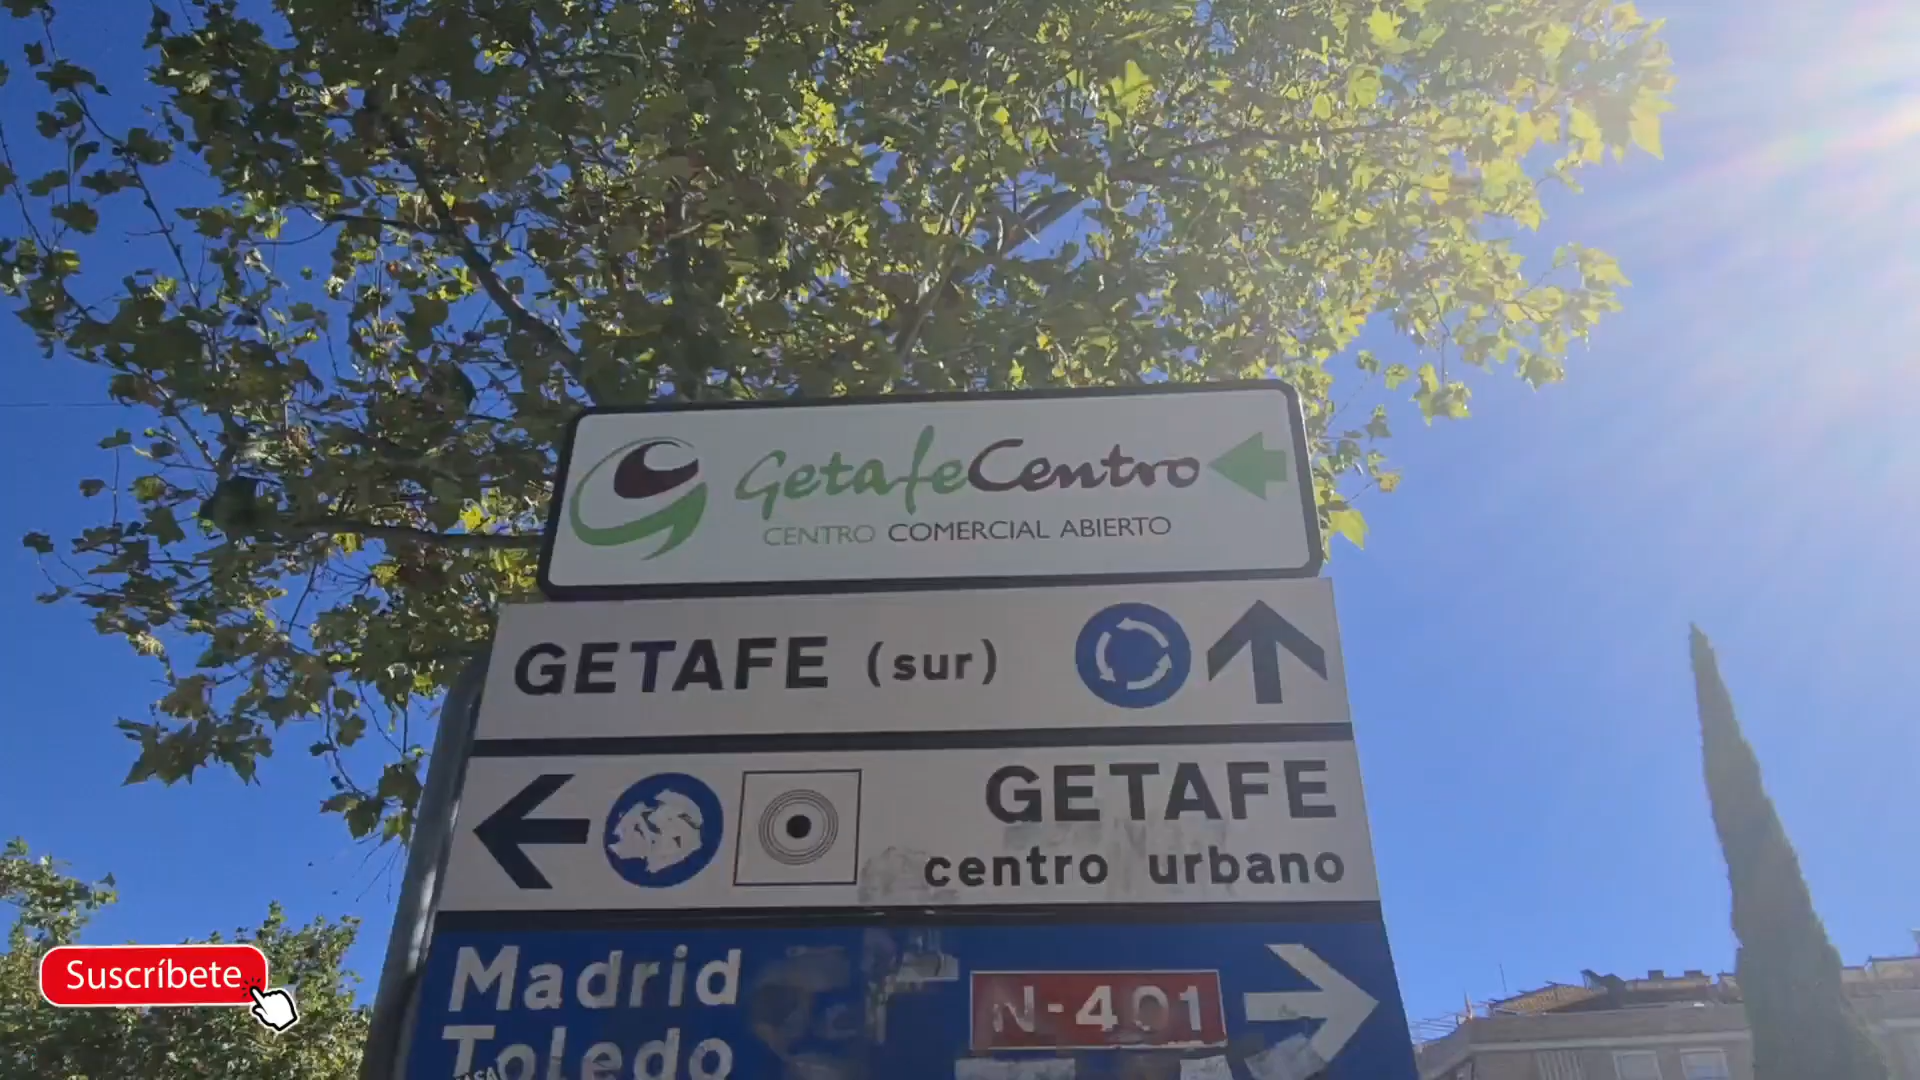 GetafeCentro
CENTRO COMERCIAL ABIERTO
GETAFE (sur)
GETAFE
centro urbano
Madrid
N-401
Toledo
Suscríbete